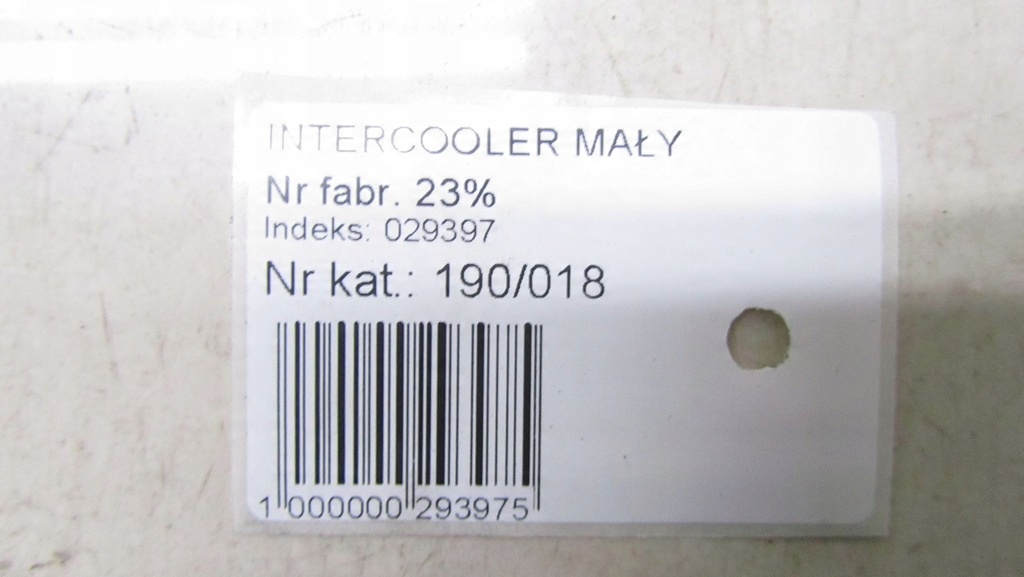 INTERCOOLER MAŁY
Nr fabr. 23%
Indeks: 029397
Nr kat.: 190/018
1 000000 293975